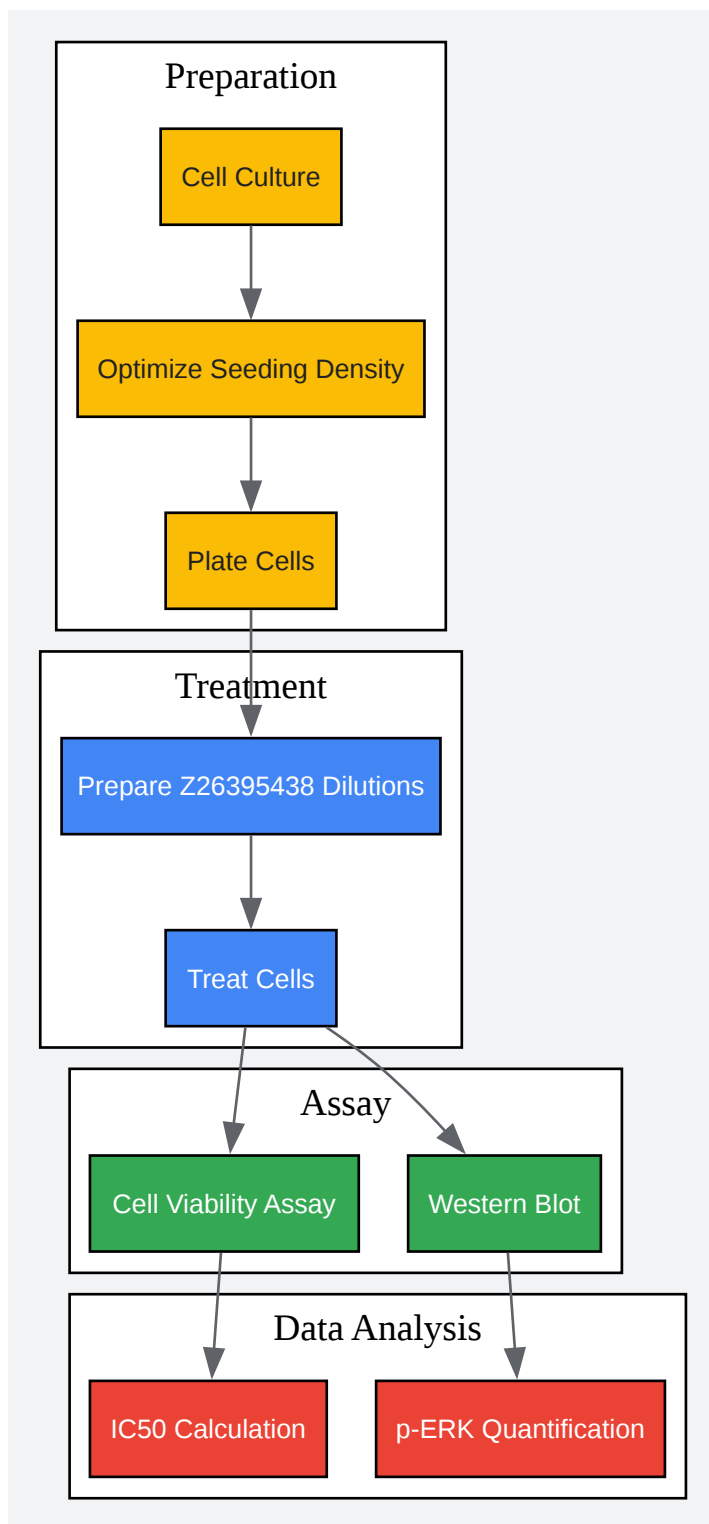 Preparation
Cell Culture
Optimize Seeding Density
Plate Cells
Treatment
Prepare Z26395438 Dilutions
Treat Cells
Assay
Cell Viability Assay
Western Blot
Data Analysis
IC50 Calculation
p-ERK Quantification